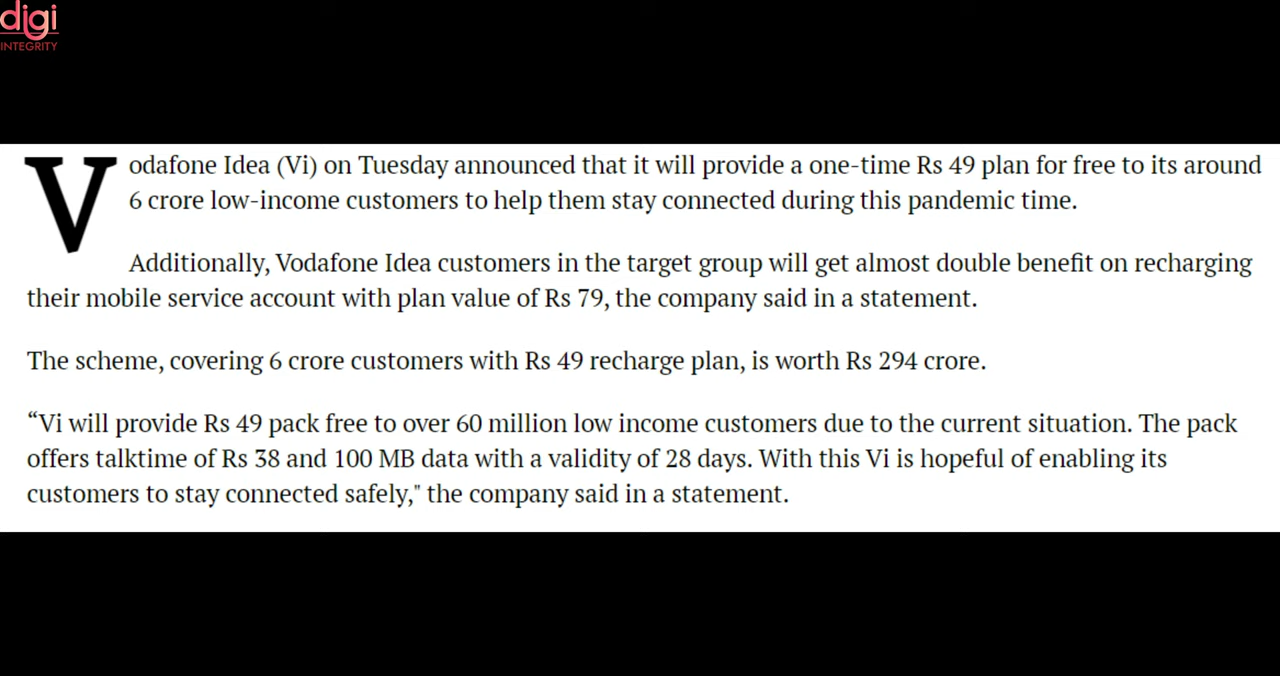 digi
INTEGRITY
Vodafone Idea (Vi) on Tuesday announced that it will provide a one-time Rs 49 plan for free to its around
6 crore low-income customers to help them stay connected during this pandemic time.
Additionally, Vodafone Idea customers in the target group will get almost double benefit on recharging
their mobile service account with plan value of Rs 79, the company said in a statement.
The scheme, covering 6 crore customers with Rs 49 recharge plan, is worth Rs 294 crore.
“Vi will provide Rs 49 pack free to over 60 million low income customers due to the current situation. The pack
offers talktime of Rs 38 and 100 MB data with a validity of 28 days. With this Vi is hopeful of enabling its
customers to stay connected safely," the company said in a statement.